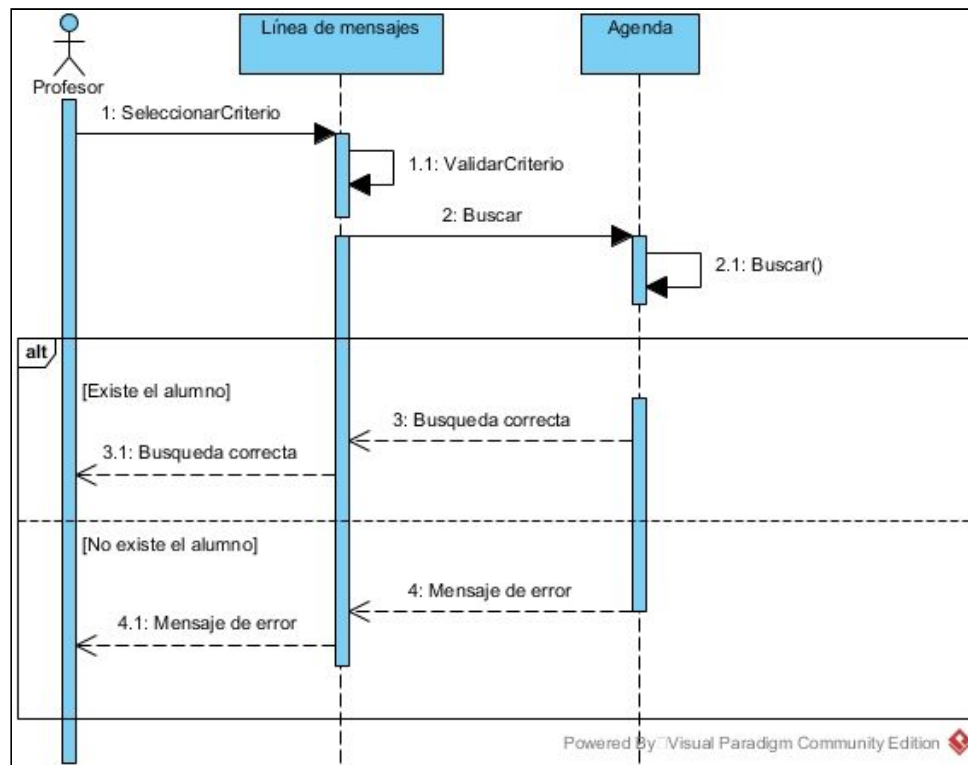 Línea de mensajes
Agenda
Profesor
1: SeleccionarCriterio
1.1: ValidarCriterio
2: Buscar
2.1: Buscar()
alt
[Existe el alumno]
3: Busqueda correcta
3.1: Busqueda correcta
[No existe el alumno]
4: Mensaje de error
4.1: Mensaje de error
Powered By Visual Paradigm Community Edition